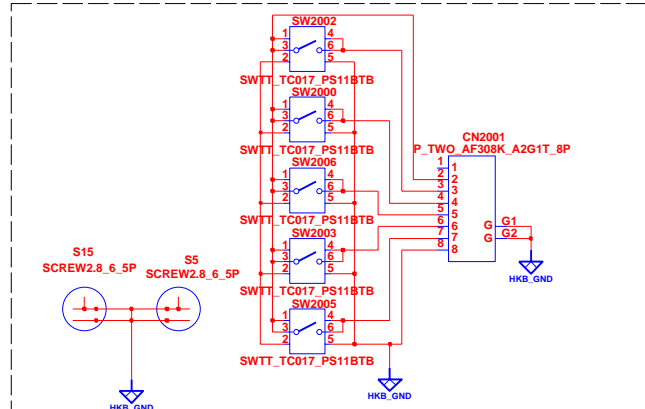 SW2002
1 4
3 6
2 5
SWTT_TC017_PS11BTB
SW2000
1 4
3 6
2 5
SWTT_TC017_PS11BTB
SW2006
1 4
3 6
2 5
SWTT_TC017_PS11BTB
SW2003
1 4
3 6
2 5
SWTT_TC017_PS11BTB
SW2005
1 4
3 6
2 5
SWTT_TC017_PS11BTB
HKB_GND
CN2001
P_TWO_AF308K_A2G1T_8P
1 1
2 2
3 3
4 4
5 5
6 6 G G1
7 7 G G2
8 8
HKB_GND
S15
SCREW2.8_6_5P
S5
SCREW2.8_6_5P
HKB_GND